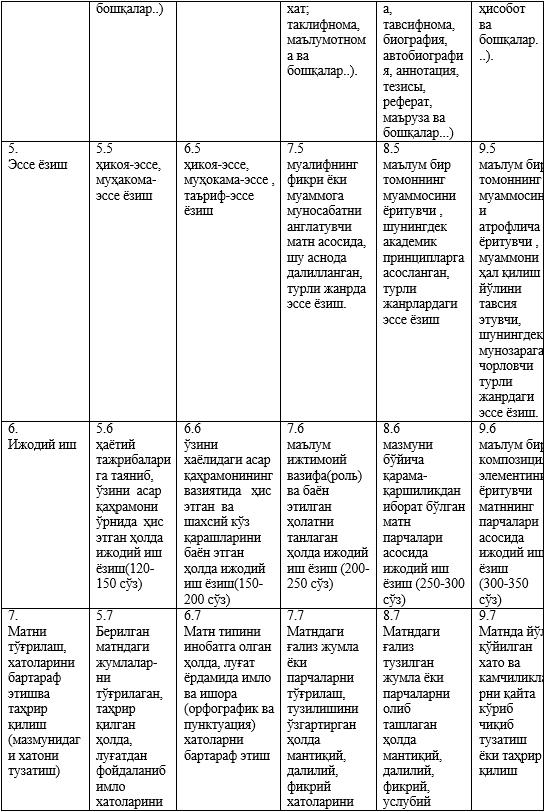 бошқалар..)
хат;
таклифнома,
маълумотном
а ва
бошқалар..).
а,
тавсифнома,
биография,
автобиографи
я, аннотация,
тезисы,
реферат,
маъруза ва
бошқалар...)
ҳисобот
ва
бошқалар.
..).
5.
Эссе ёзиш
5.5
ҳикоя-эссе,
муҳакома-
эссе ёзиш
6.5
ҳикоя-эссе,
муҳокама-эссе ,
таъриф-эссе
ёзиш
7.5
муалифнинг
фикри ёки
муаммога
муносабатни
англатувчи
матн асосида,
шу аснода
далилланган,
турли жанрда
эссе ёзиш.
8.5
маълум бир
томоннинг
муаммосини
ёритувчи ,
шунингдек
академик
принципларга
асосланган,
турли
жанрлардаги
эссе ёзиш
9.5
маълум бир
томоннинг
муаммосин
и
атрофлича
ёритувчи ,
муаммони
ҳал қилиш
йўлини
тавсия
этувчи,
шунингдек
мунозарага
чорловчи
турли
жанрдаги
эссе ёзиш.
6.
Ижодий иш
5.6
ҳаётий
тажрибалари
га таяниб,
ўзини асар
қаҳрамони
ўрнида ҳис
этган ҳолда
ижодий иш
ёзиш(120-
150 сўз)
6.6
ўзини
хаёлидаги асар
қаҳрамонининг
вазиятида ҳис
этган ва
шахсий кўз
қарашларини
баён этган
ҳолда ижодий
иш ёзиш(150-
200 сўз)
7.6
маълум
ижтимоий
вазифа(роль)
ва баён
этилган
ҳолатни
танлаган
ҳолда ижодий
иш ёзиш (200-
250 сўз)
8.6
мазмуни
бўйича
қарама-
қаршиликдан
иборат бўлган
матн
парчалари
асосида
ижодий иш
ёзиш (250-300
сўз)
9.6
маълум бир
композиция
элементини
ёритувчи
матннинг
парчалари
асосида
ижодий иш
ёзиш
(300-350
сўз)
7.
Матни
тўғрилаш,
хатоларини
бартараф
этишва
таҳрир
қилиш
(мазмунидаг
и хатони
тузатиш)
5.7
Берилган
матндаги
жумлалар-
ни
тўғрилаган,
таҳрир
қилган
ҳолда,
луғатдан
фойдаланиб
имло
хатоларини
6.7
Матн типини
инобатга олган
ҳолда, луғат
ёрдамида имло
ва ишора
(орфографик ва
пунктуация)
хатоларни
бартараф этиш
7.7
Матндаги
ғализ жумла
ёки
парчаларни
тўғрилаш,
тузилишини
ўзгартирган
ҳолда
мантиқий,
далилий,
фикрий
хатоларини
8.7
Матндаги
ғализ
тузилган
жумла ёки
парчаларни
олиб
ташлаган
ҳолда
мантиқий,
далилий,
фикрий,
услубий
9.7
Матнда йўл
қўйилган
хато ва
камчиликла
рни қайта
кўриб
чиқиб
тузатиш
ёки таҳрир
қилиш